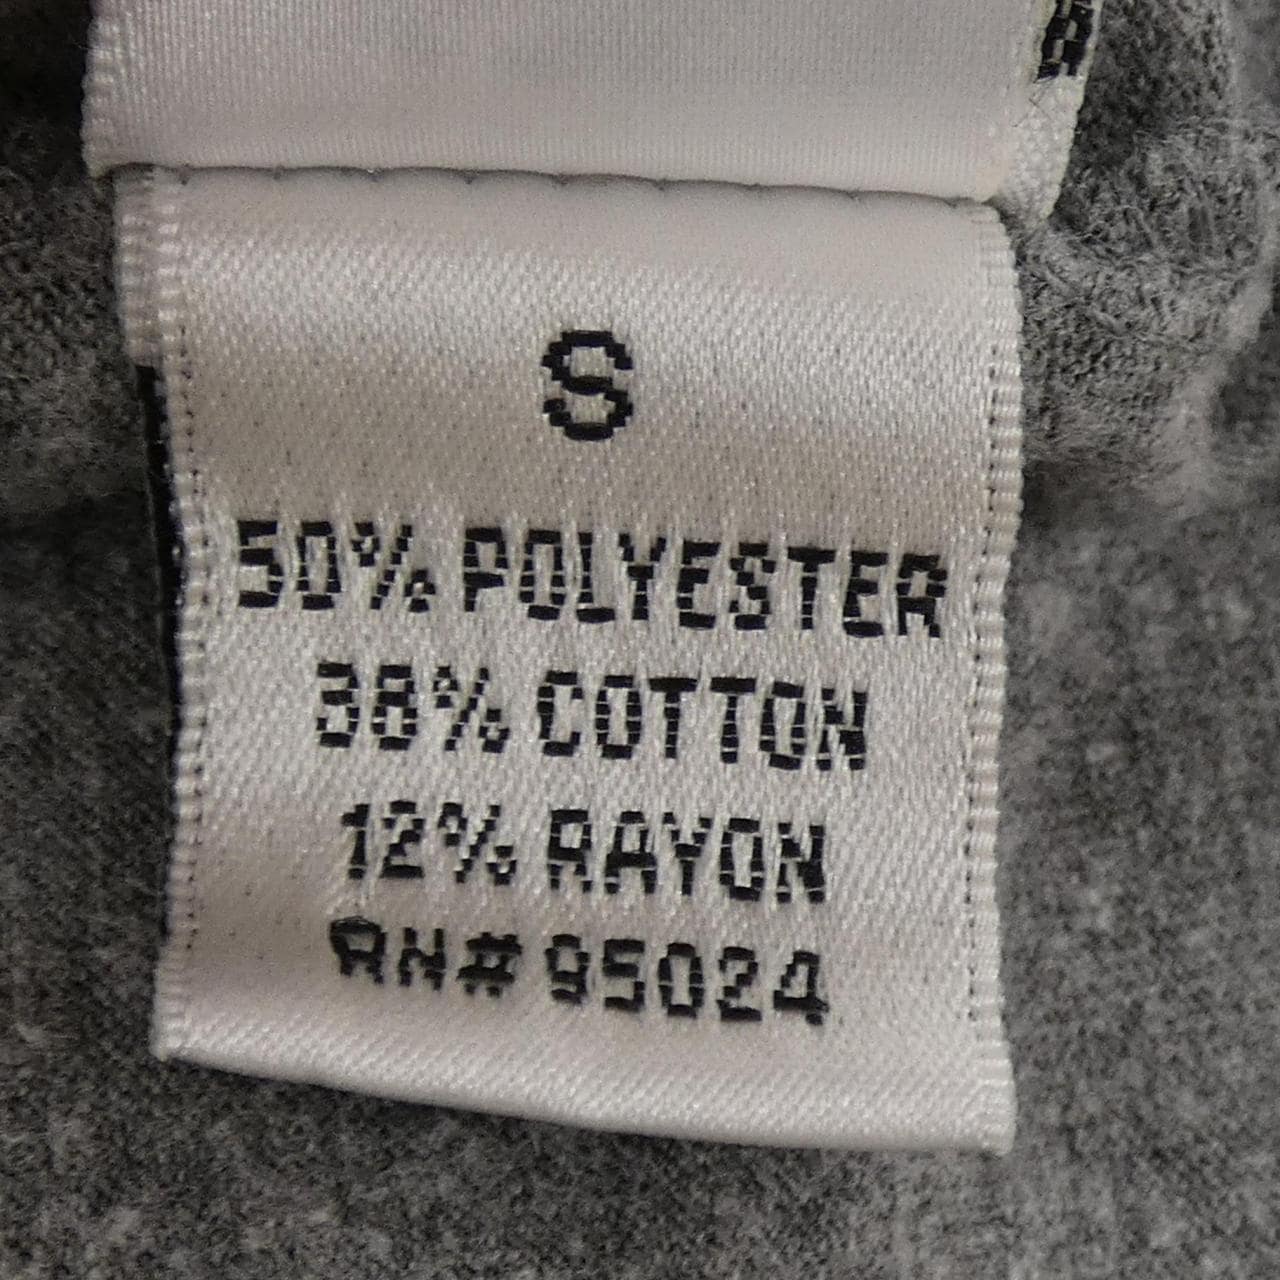 S
50% POLYESTER
38% COTTON
12% RAYON
RN# 95024